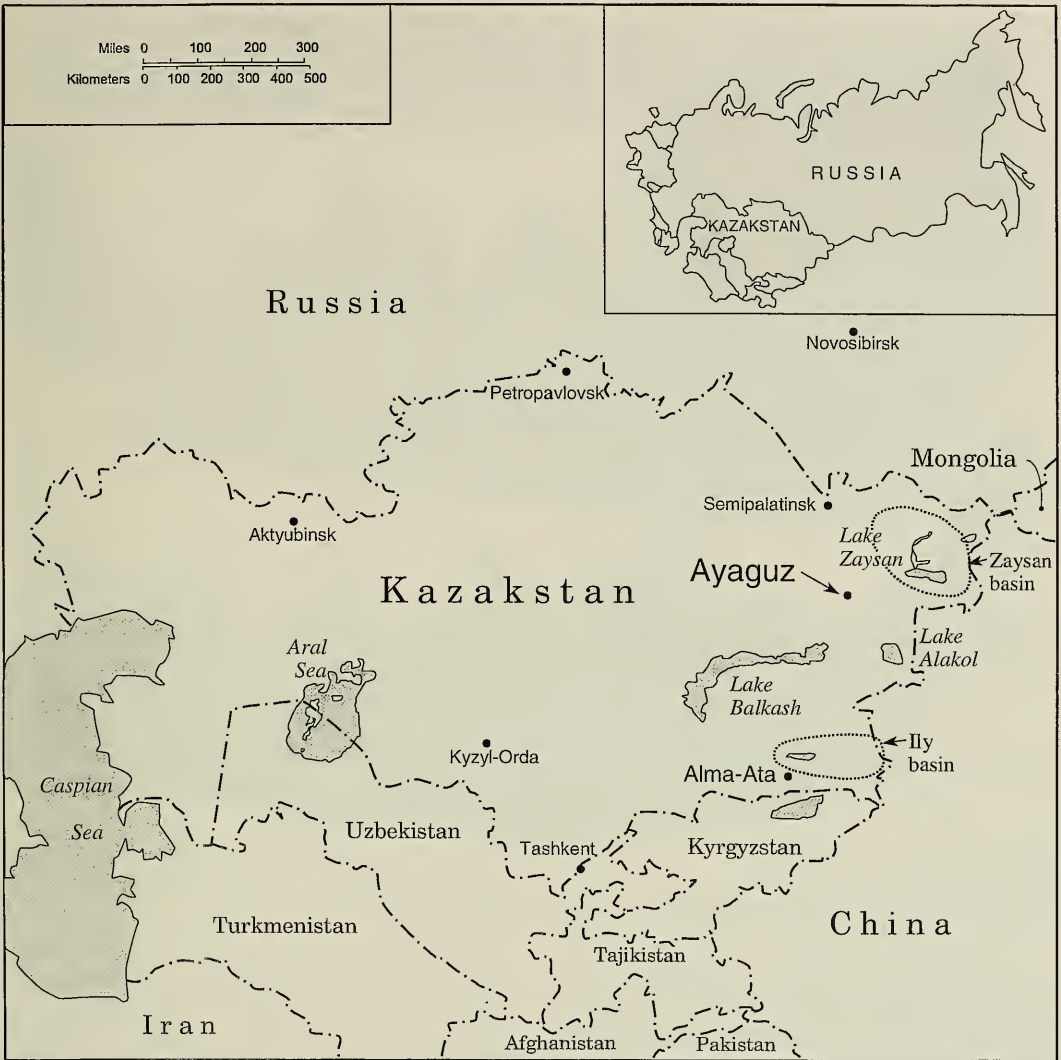 Miles 0 100 200 300
Kilometers 0 100 200 300 400 500
RUSSIA
KAZAKSTAN
Russia
Novosibirsk
Petropavlovsk
Mongolia
Semipalatinsk
Aktyubinsk
Lake
Zaysan
Zaysan
basin
Ayaguz
Kazakstan
Aral
Sea
Lake
Alakol
Lake
Balkash
Kyzyl-Orda
Ily
basin
Alma-Ata
Caspian
Sea
Uzbekistan
Tashkent
Kyrgyzstan
Turkmenistan
China
Tajikistan
Iran
Afghanistan
Pakistan